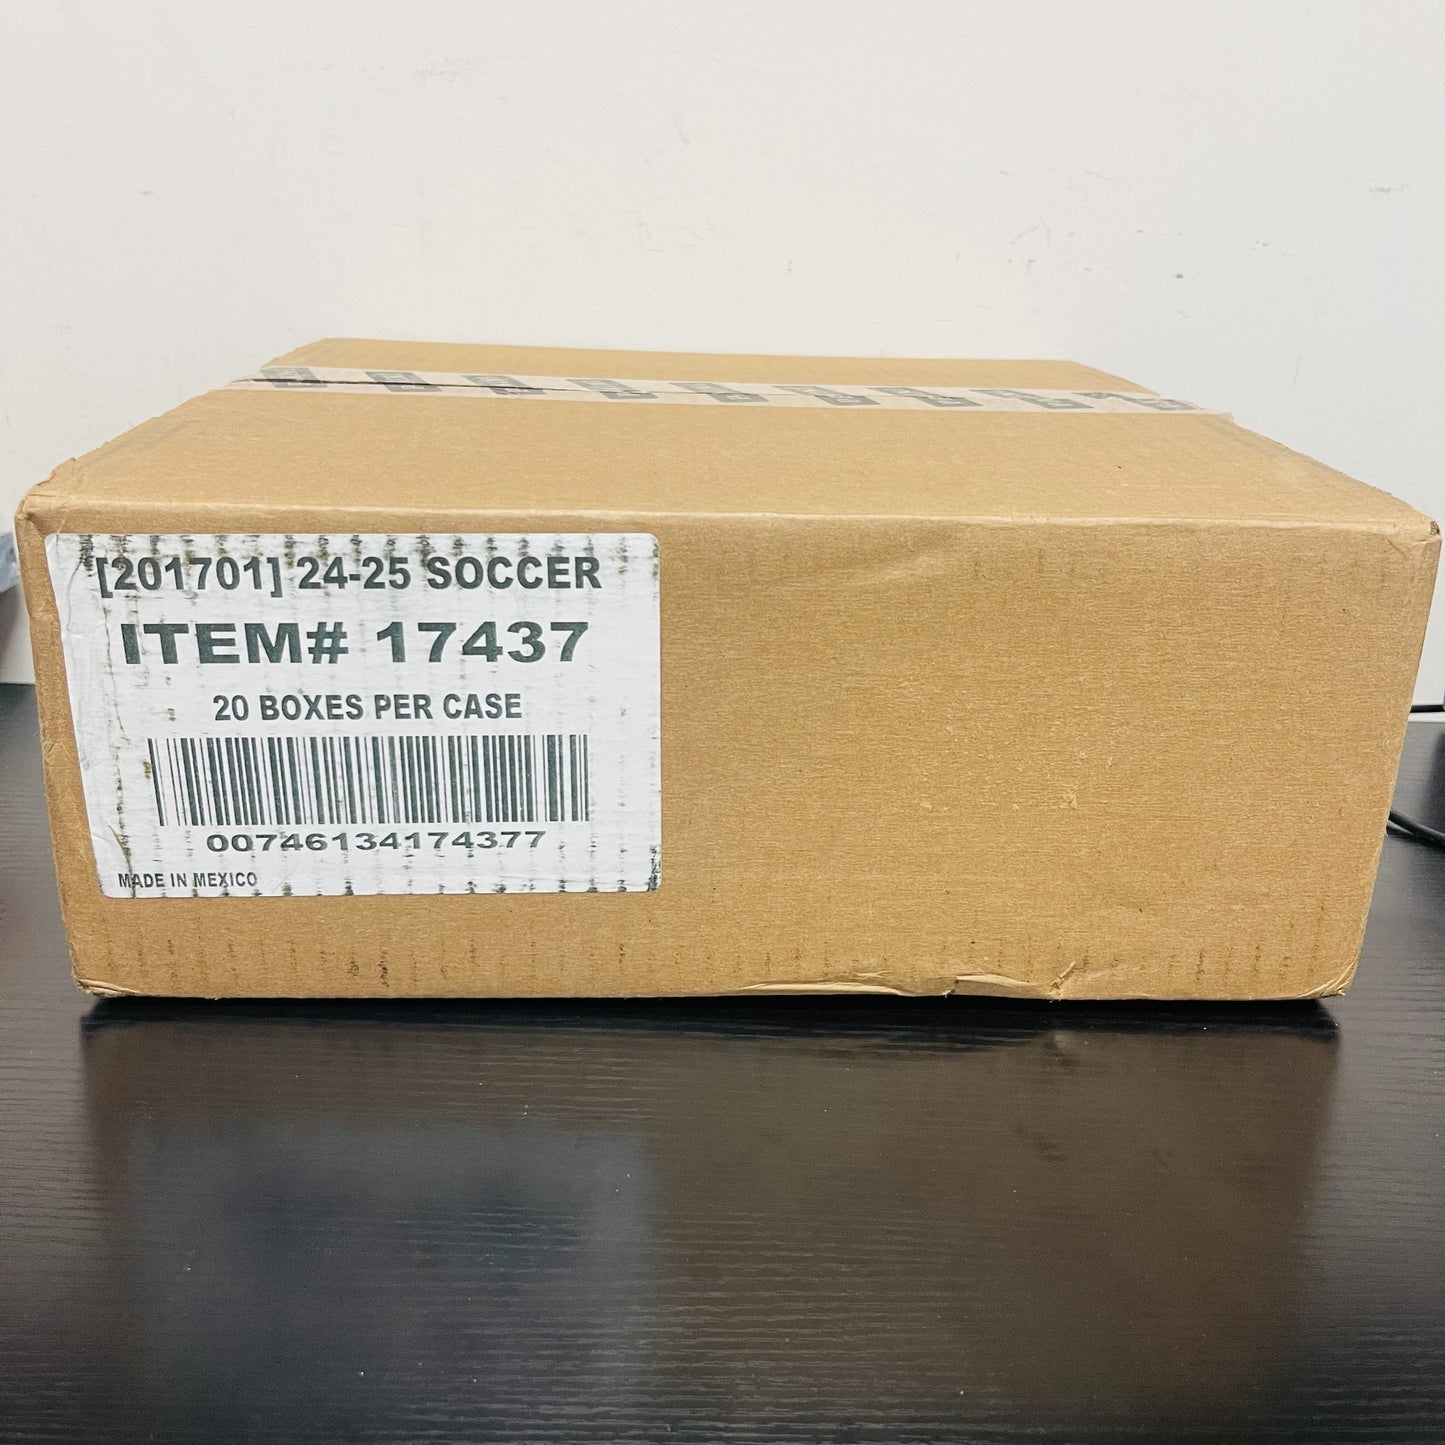 [201701] 24-25 SOCCER
ITEM# 17437
20 BOXES PER CASE
00746134174377
MADE IN MEXICO